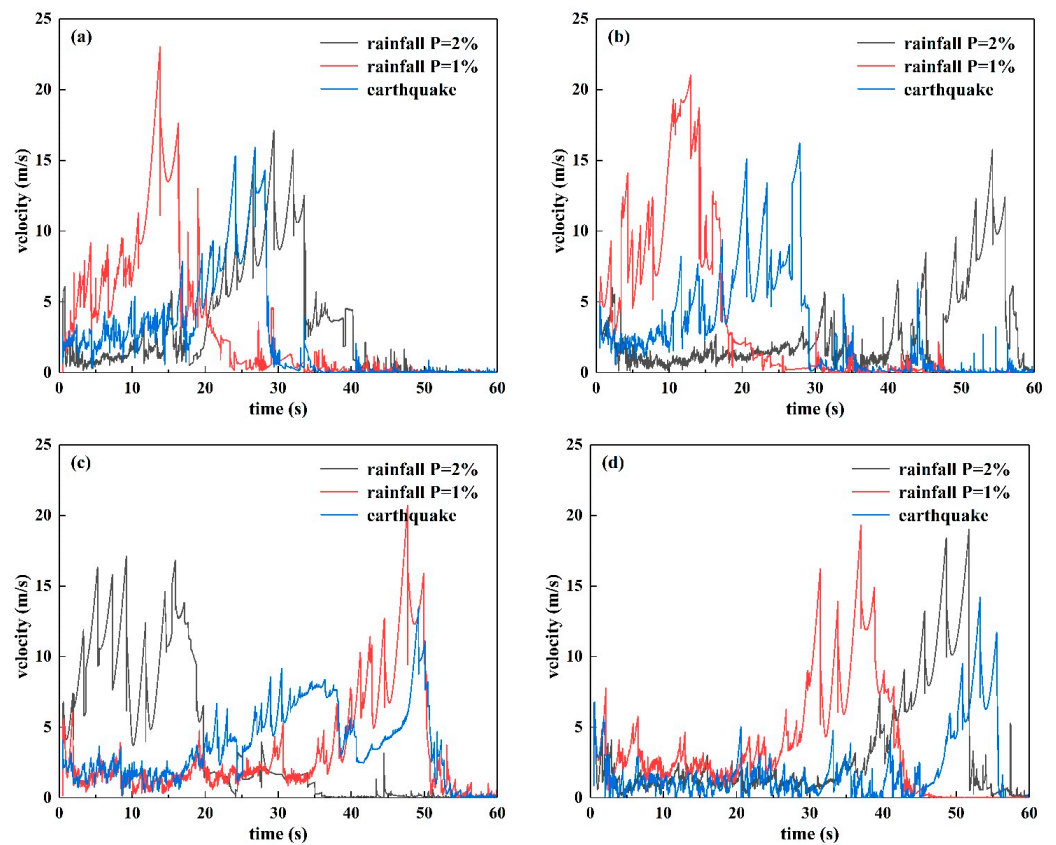 (a)
rainfall P=2%
rainfall P=1%
earthquake
25
20
15
10
5
0
velocity (m/s)
0 10 20 30 40 50 60
time (s)
(b)
rainfall P=2%
rainfall P=1%
earthquake
25
20
15
10
5
0
velocity (m/s)
0 10 20 30 40 50 60
time (s)
(c)
rainfall P=2%
rainfall P=1%
earthquake
25
20
15
10
5
0
velocity (m/s)
0 10 20 30 40 50 60
time (s)
(d)
rainfall P=2%
rainfall P=1%
earthquake
25
20
15
10
5
0
velocity (m/s)
0 10 20 30 40 50 60
time (s)